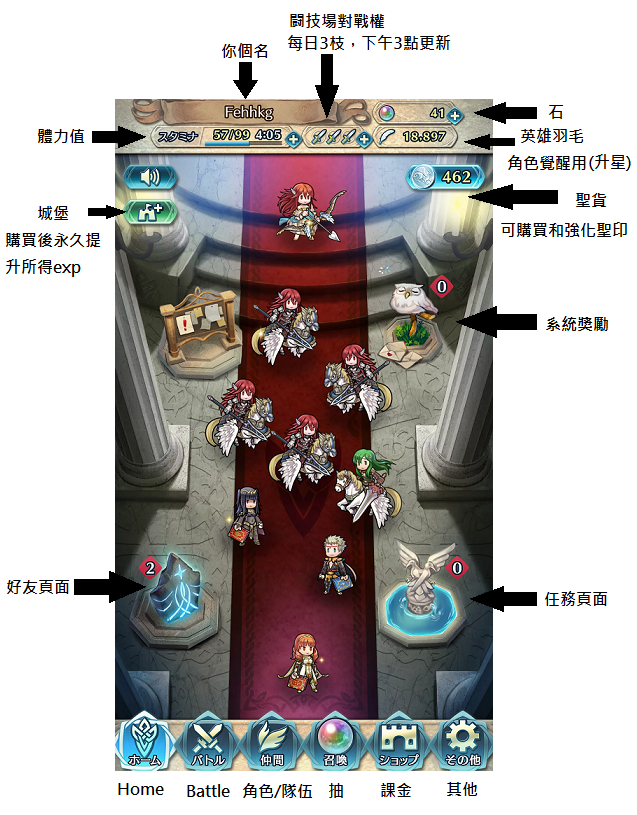 闘技場對戰權
每日3枝，下午3點更新
你個名
Fehhkg
41
石
體力值
スタミナ
57/99 4:05
18,897
英雄羽毛
角色覺醒用(升星)
462
聖貨
可購買和強化聖印
城堡
購買後永久提
升所得exp
0
系統獎勵
好友頁面
2
0
任務頁面
ホーム
バトル
仲間
召喚
ショップ
その他
Home
Battle
角色/隊伍
抽
課金
其他